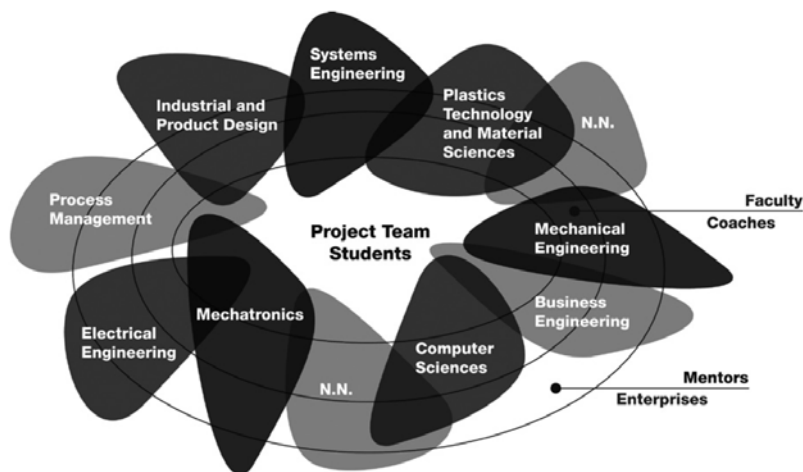 Systems
Engineering
Industrial and
Product Design
Plastics
Technology
and Material
Sciences
N.N.
Process
Management
Faculty
Coaches
Project Team
Students
Mechanical
Engineering
Mechatronics
Business
Engineering
Electrical
Engineering
Computer
Sciences
N.N.
Mentors
Enterprises